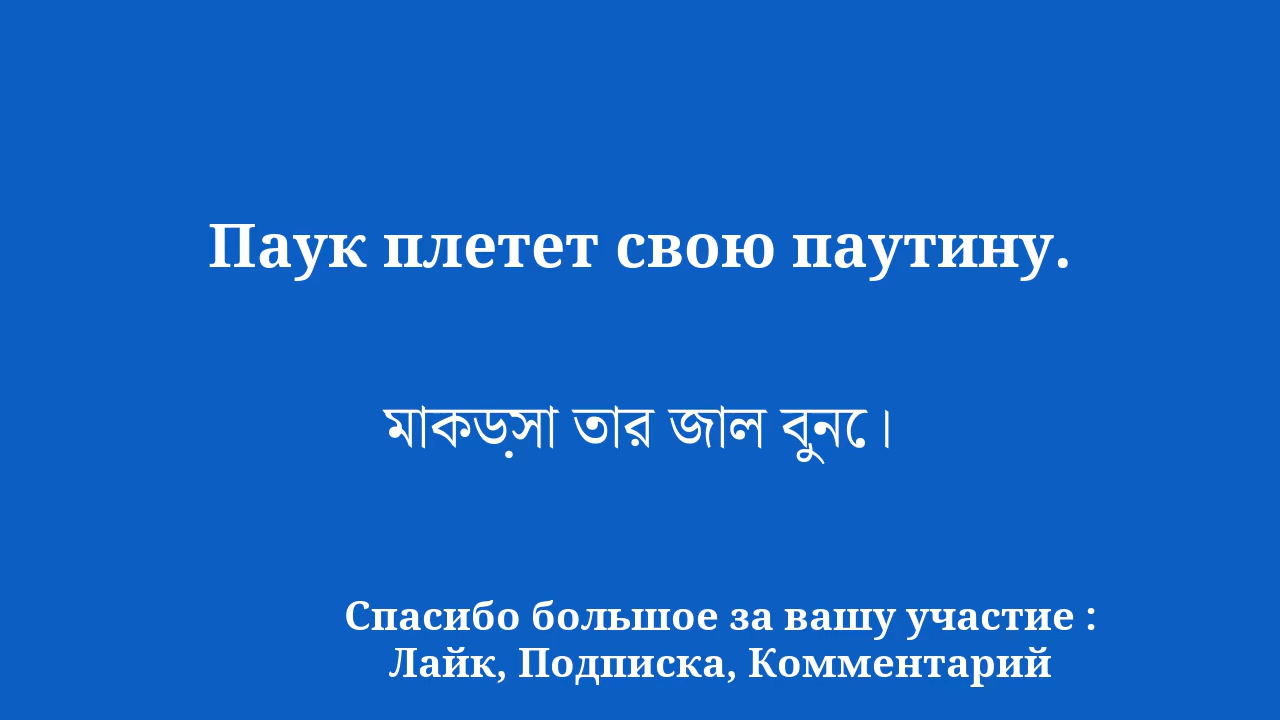 Паук плетет свою паутину.
মাকড়সা তার জাল বুনে।
Спасибо большое за вашу участие :
Лайк, Подписка, Комментарий